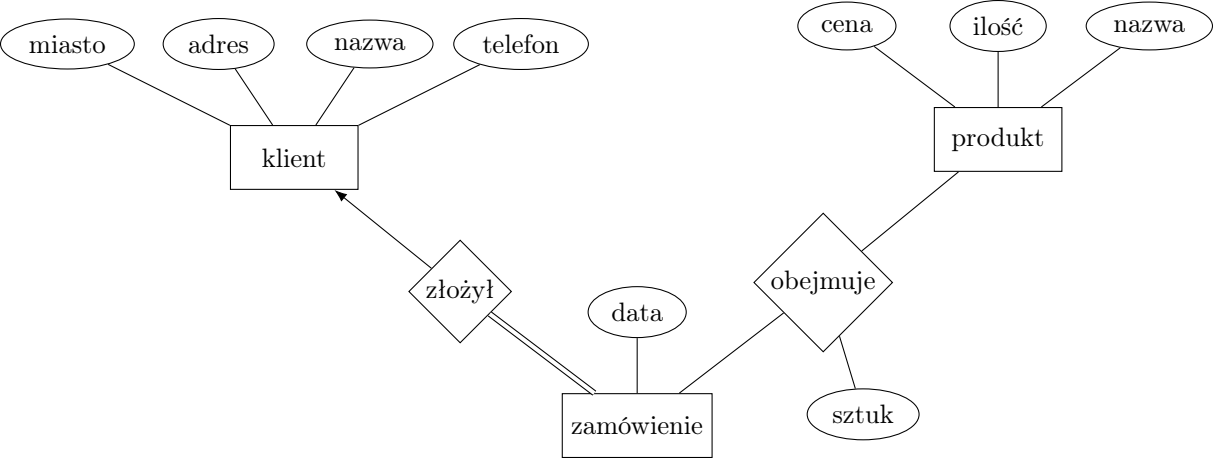 cena
ilość
nazwa
miasto
adres
nazwa
telefon
produkt
klient
obejmuje
złożył
data
sztuk
zamówienie